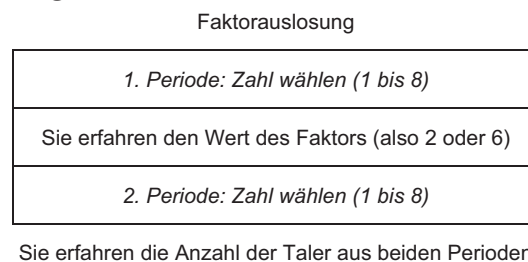 Faktorauslosung
1. Periode: Zahl wählen (1 bis 8)
Sie erfahren den Wert des Faktors (also 2 oder 6)
2. Periode: Zahl wählen (1 bis 8)
Sie erfahren die Anzahl der Taler aus beiden Perioden